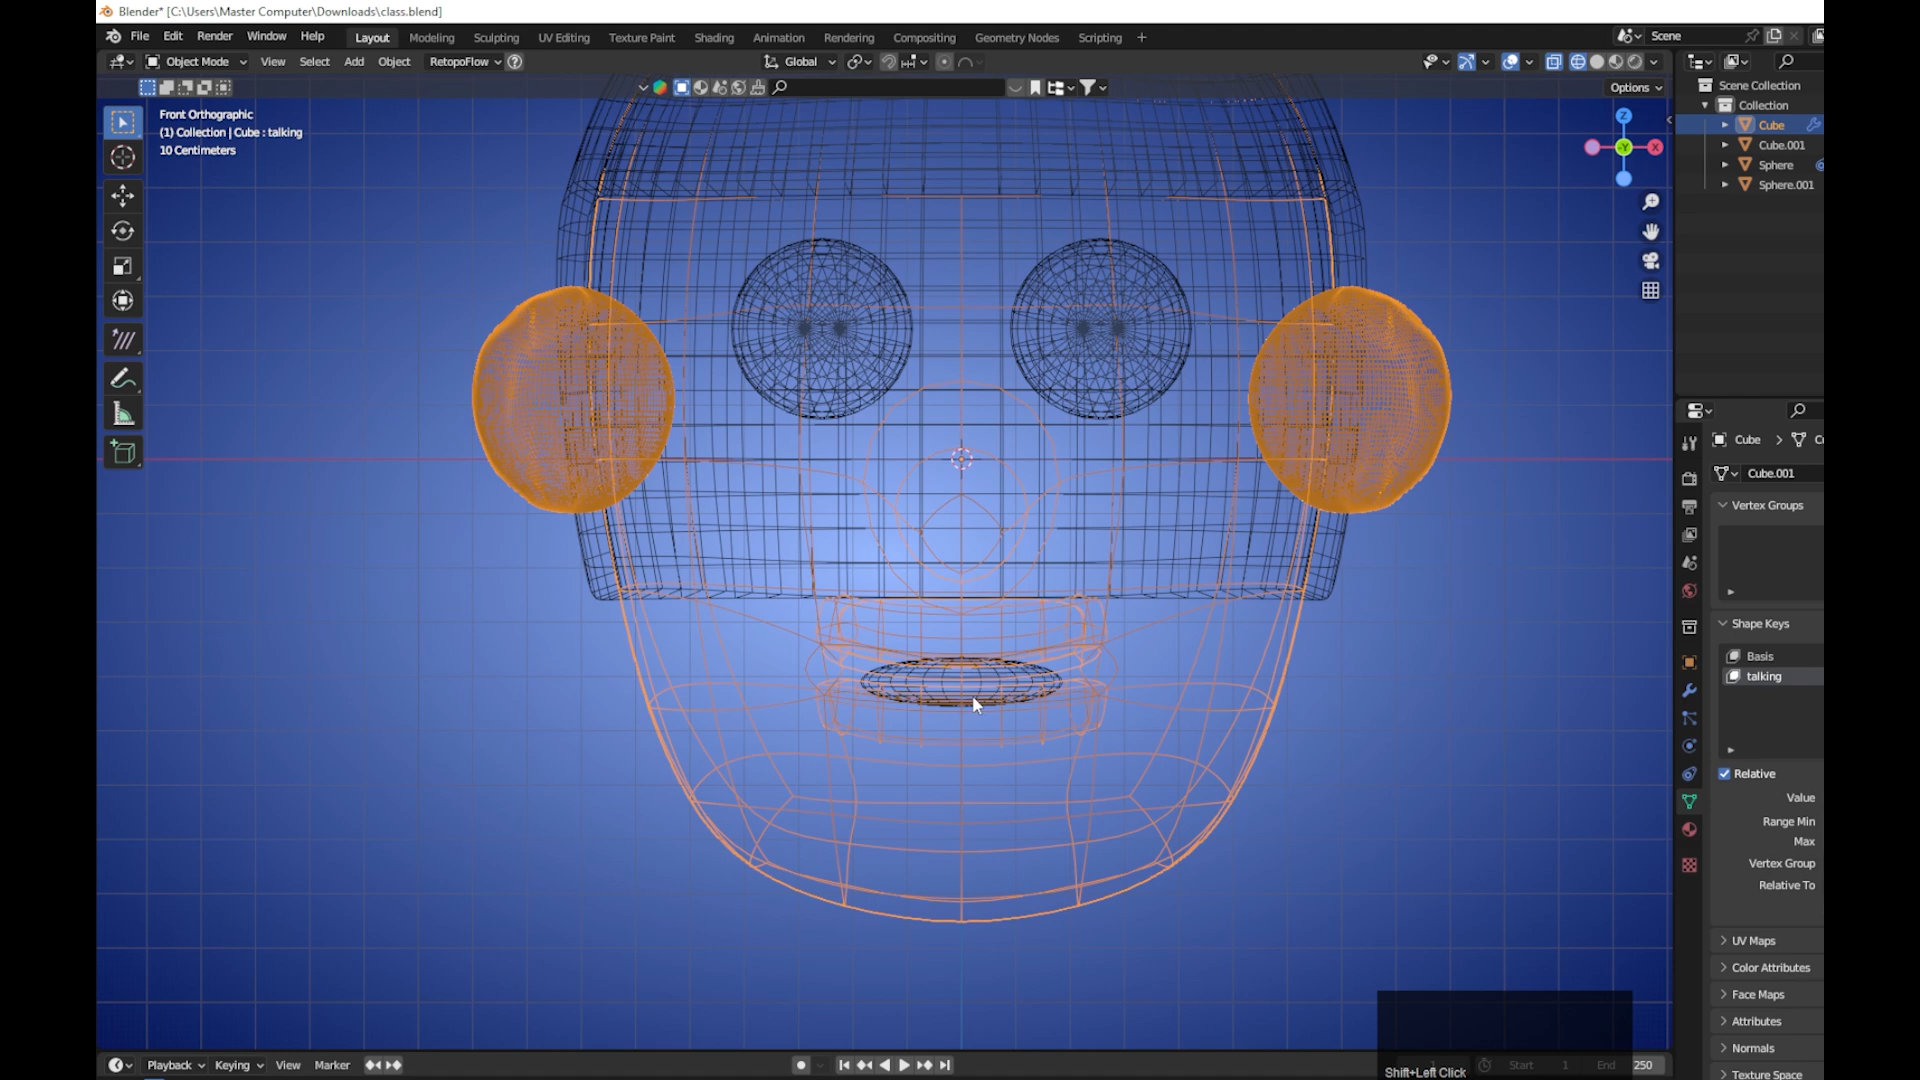 Blender* [C:\Users\Master Computer\Downloads\class.blend]
File Edit Render Window Help Layout Modeling Sculpting UV Editing Texture Paint Shading Animation Rendering Compositing Geometry Nodes Scripting + Scene
Object Mode View Select Add Object RetopoFlow Global
Options
Front Orthographic
(1) Collection | Cube : talking
10 Centimeters
Z
-Y
X
Scene Collection
Collection
Cube
Cube.001
Sphere
Sphere.001
Cube > C
Cube.001
Vertex Groups
Shape Keys
Basis
talking
Relative
Value
Range Min
Max
Vertex Group
Relative To
UV Maps
Color Attributes
Face Maps
Attributes
Normals
Texture Space
Playback Keying View Marker 1 Start 1 End 250
Shift+Left Click